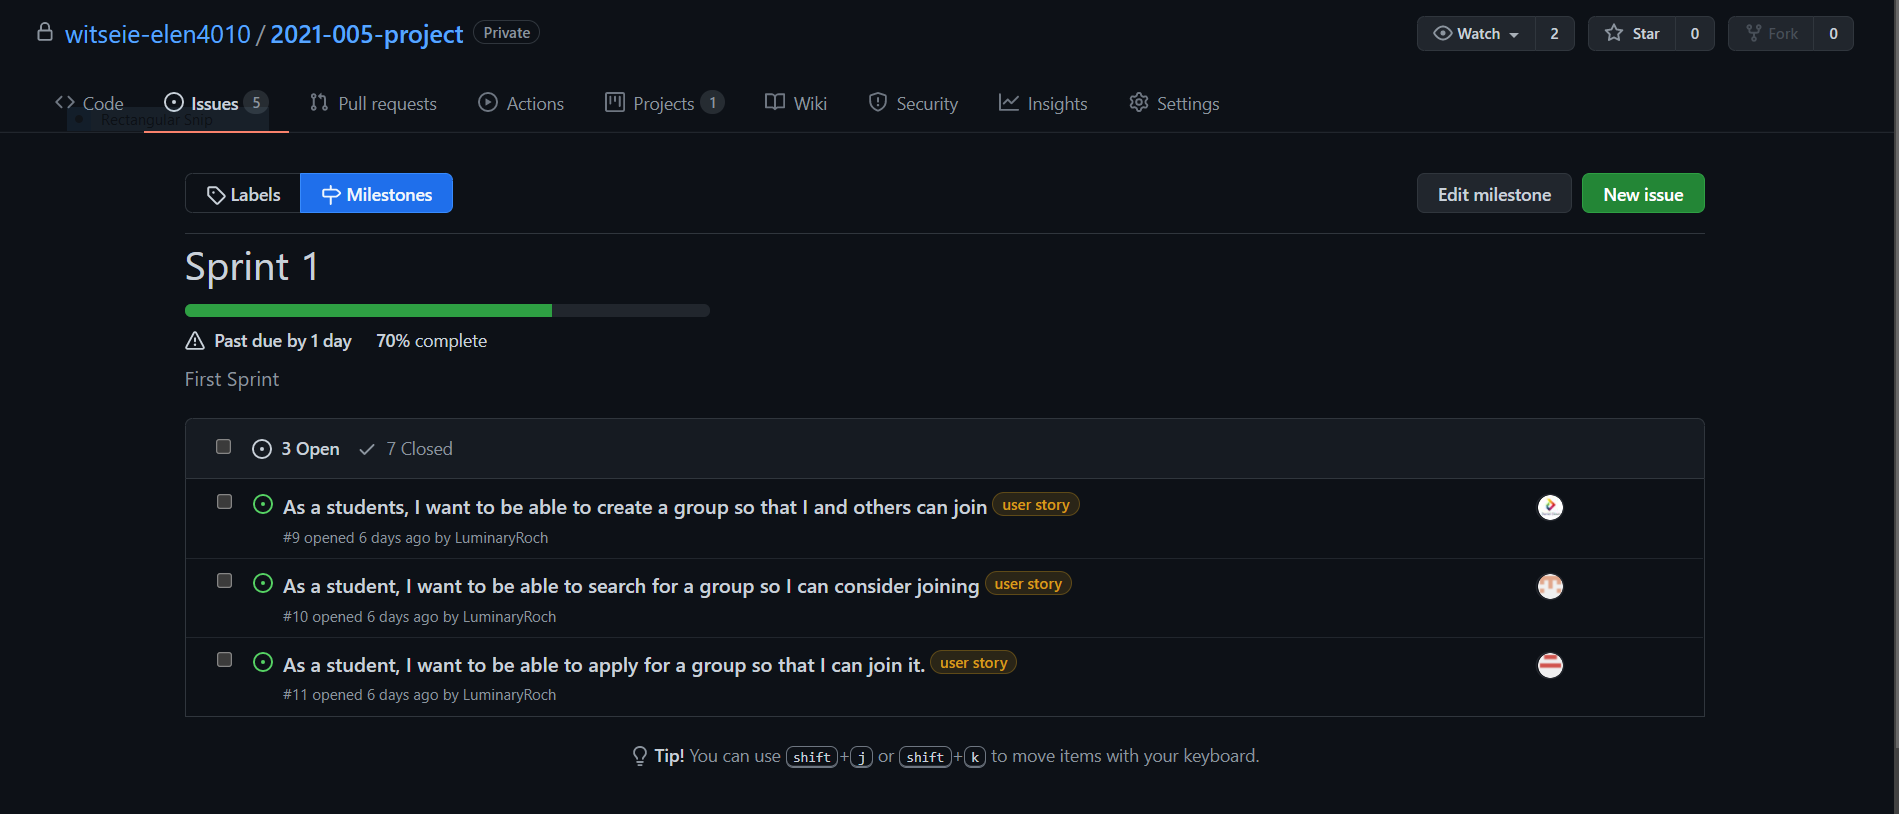 witseie-elen4010 / 2021-005-project Private Watch 2 Star 0 Fork 0
Code Issues 5 Pull requests Actions Projects 1 Wiki Security Insights Settings
Rectangular Snip
Labels Milestones Edit milestone New issue
Sprint 1
Past due by 1 day 70% complete
First Sprint
3 Open 7 Closed
As a students, I want to be able to create a group so that I and others can join user story
#9 opened 6 days ago by LuminaryRoch
As a student, I want to be able to search for a group so I can consider joining user story
#10 opened 6 days ago by LuminaryRoch
As a student, I want to be able to apply for a group so that I can join it. user story
#11 opened 6 days ago by LuminaryRoch
Tip! You can use shift+j or shift+k to move items with your keyboard.